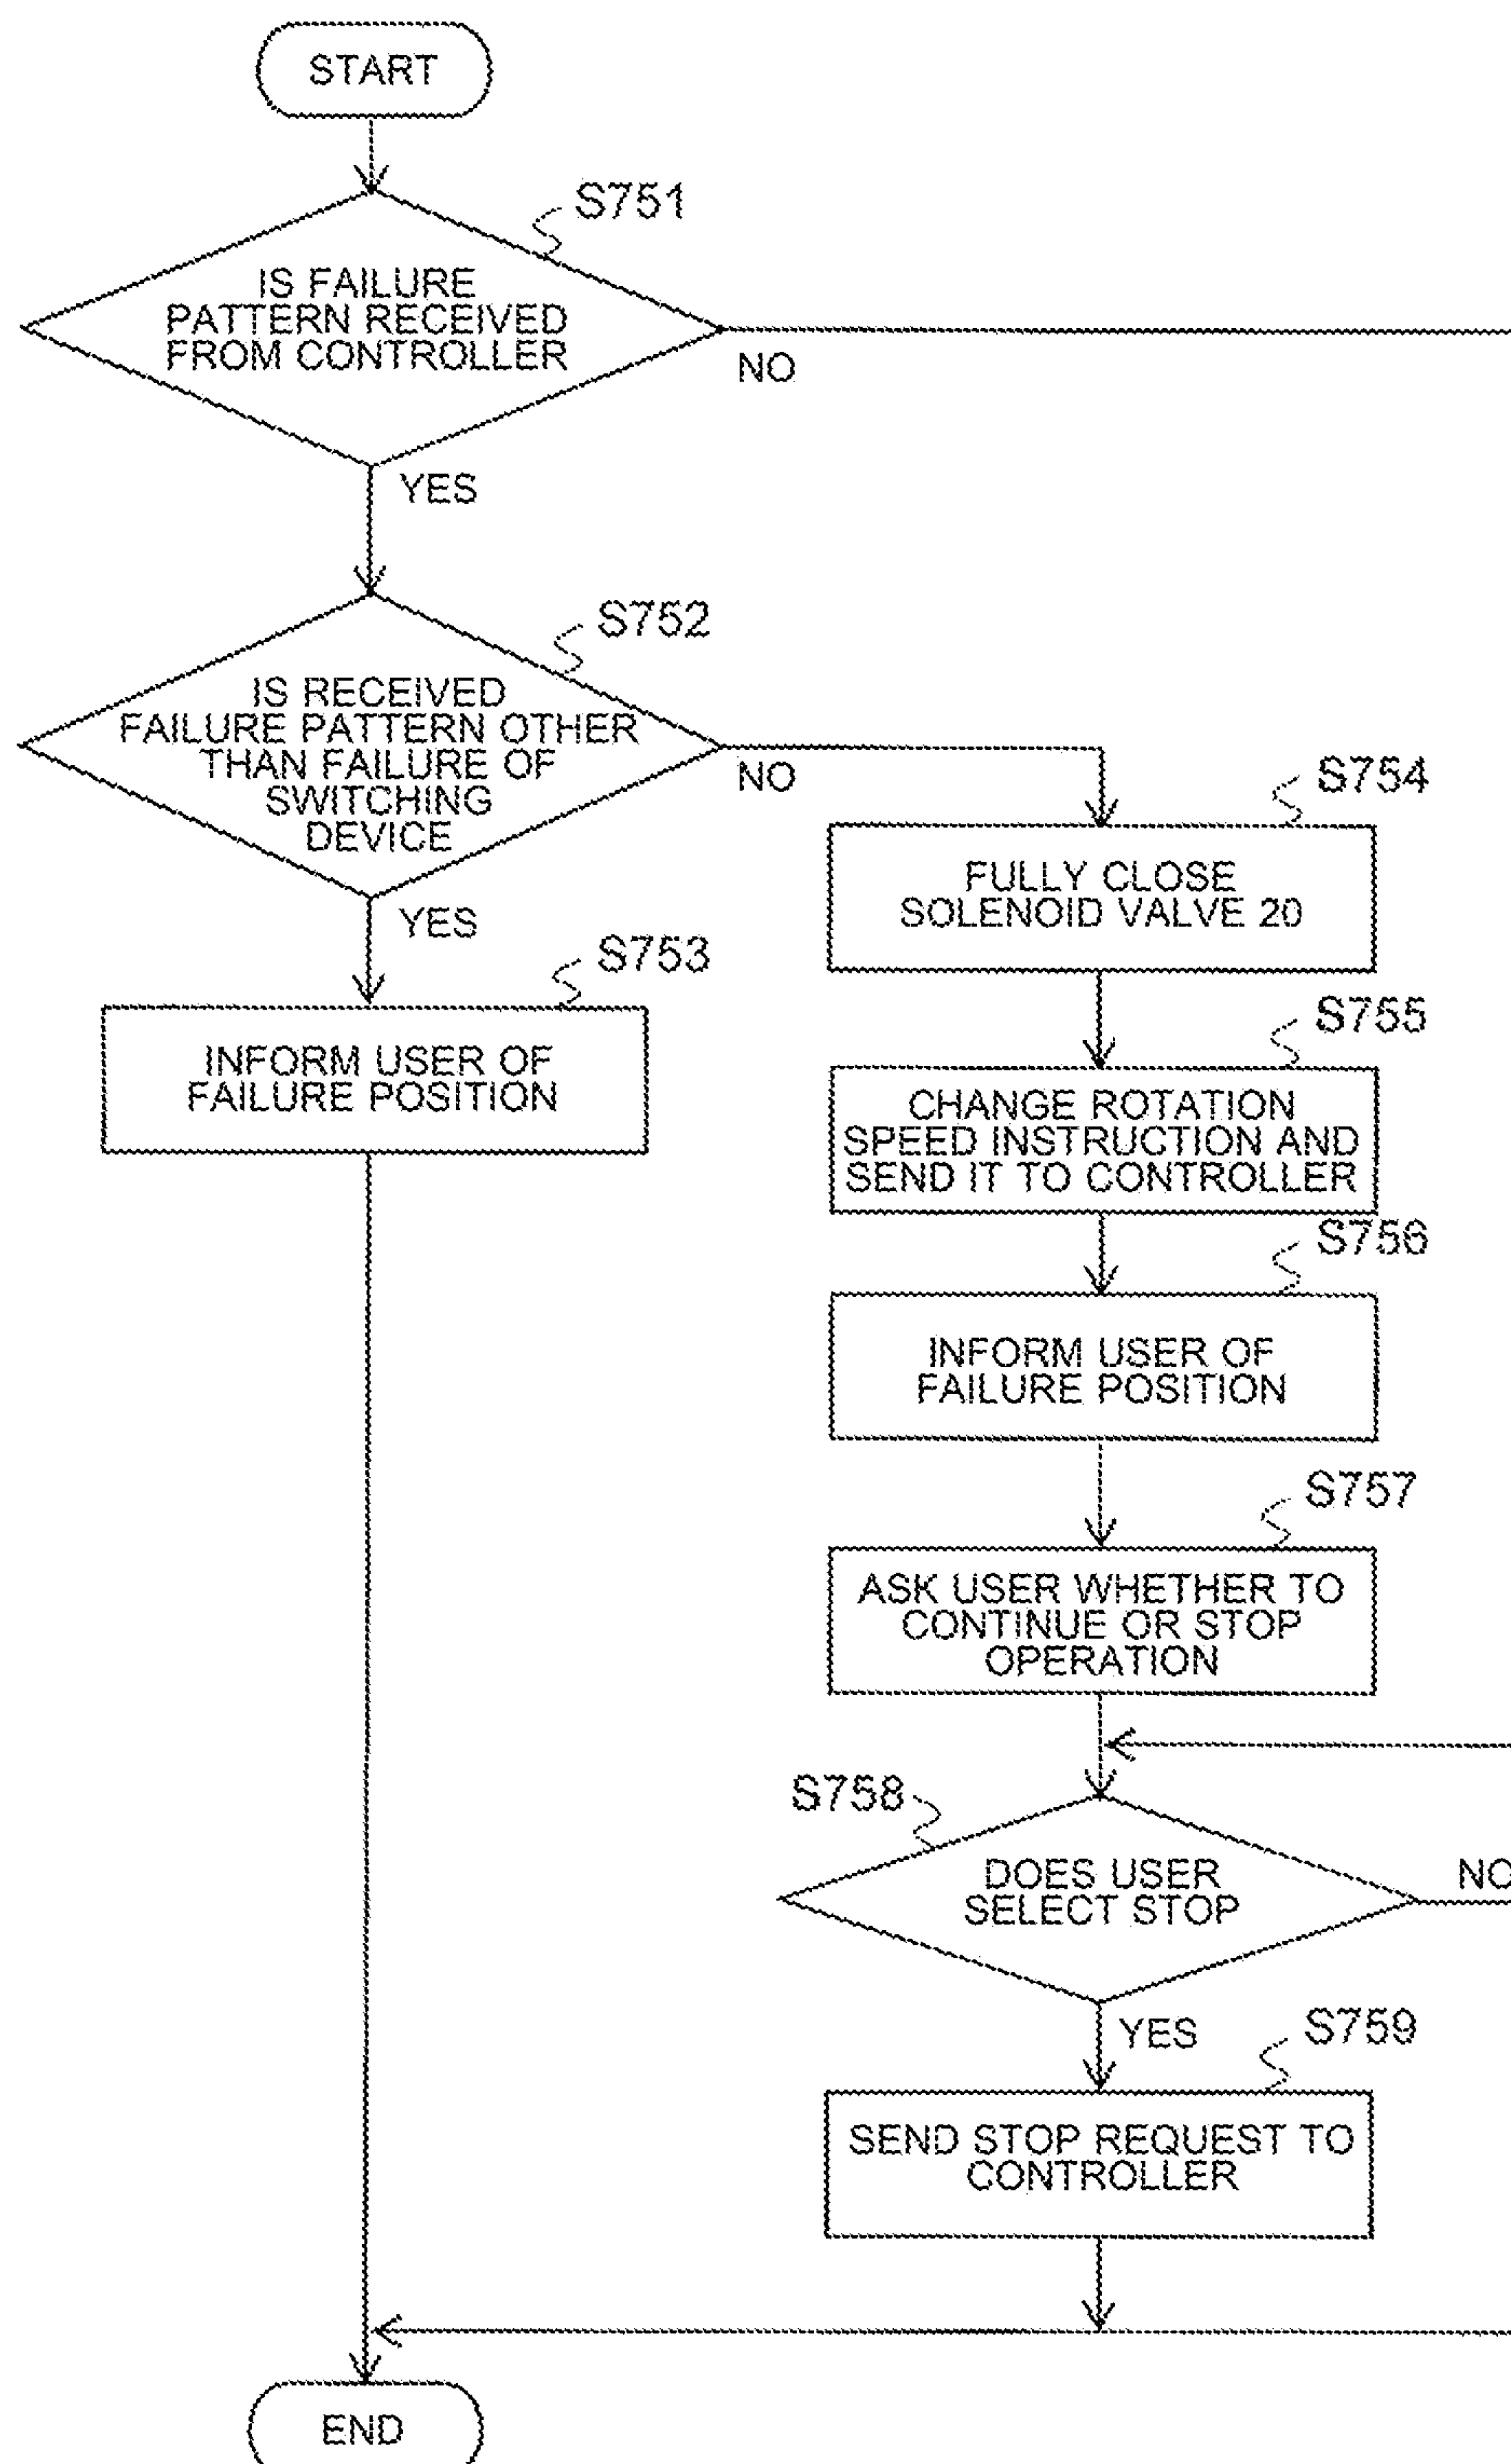 START
S751
IS FAILURE
PATTERN RECEIVED
FROM CONTROLLER
NO
YES
S752
IS RECEIVED
FAILURE PATTERN OTHER
THAN FAILURE OF
SWITCHING
DEVICE
NO
YES
S753
INFORM USER OF
FAILURE POSITION
S754
FULLY CLOSE
SOLENOID VALVE 20
S755
CHANGE ROTATION
SPEED INSTRUCTION AND
SEND IT TO CONTROLLER
S756
INFORM USER OF
FAILURE POSITION
S757
ASK USER WHETHER TO
CONTINUE OR STOP
OPERATION
S758
DOES USER
SELECT STOP
NO
YES
S759
SEND STOP REQUEST TO
CONTROLLER
END